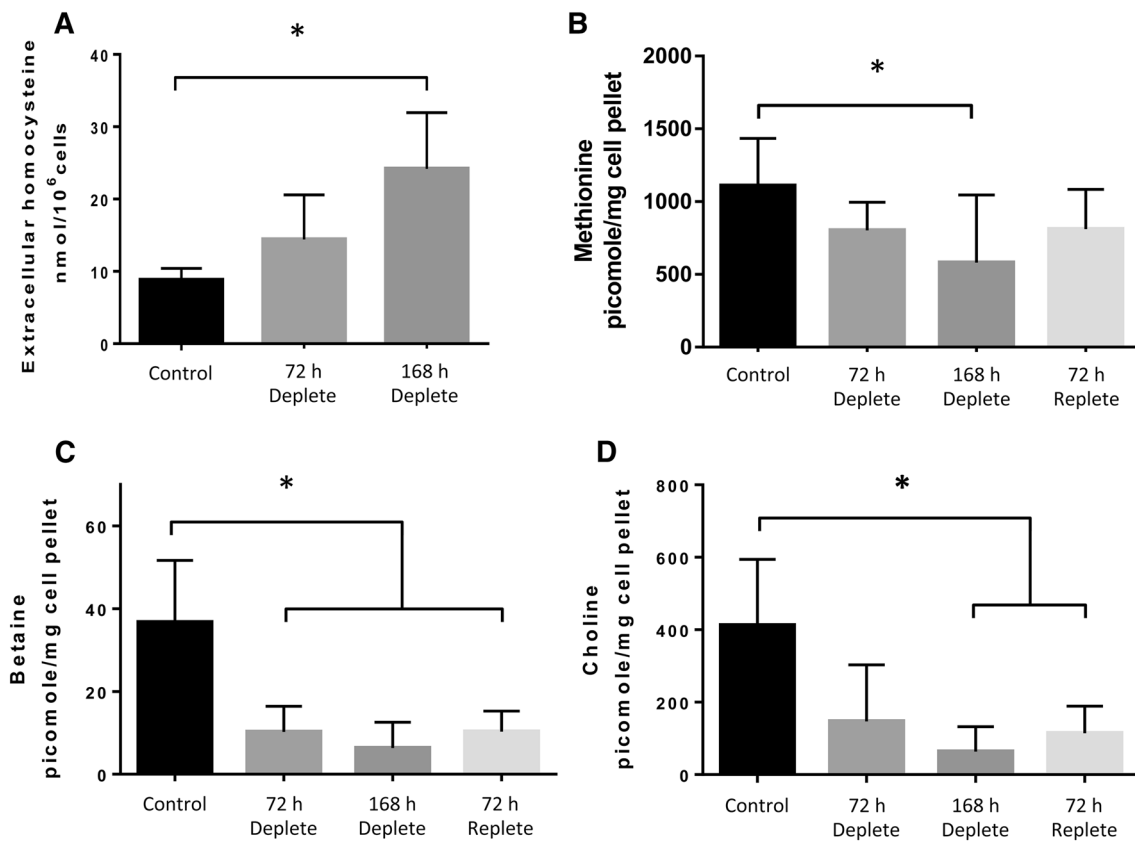 A
*
Extracellular homocysteine
nmol/10^6 cells
40
30
20
10
0
Control
72 h
Deplete
168 h
Deplete
B
*
Methionine
picomole/mg cell pellet
2000
1500
1000
500
0
Control
72 h
Deplete
168 h
Deplete
72 h
Replete
C
*
Betaine
picomole/mg cell pellet
60
40
20
0
Control
72 h
Deplete
168 h
Deplete
72 h
Replete
D
*
Choline
picomole/mg cell pellet
800
600
400
200
0
Control
72 h
Deplete
168 h
Deplete
72 h
Replete